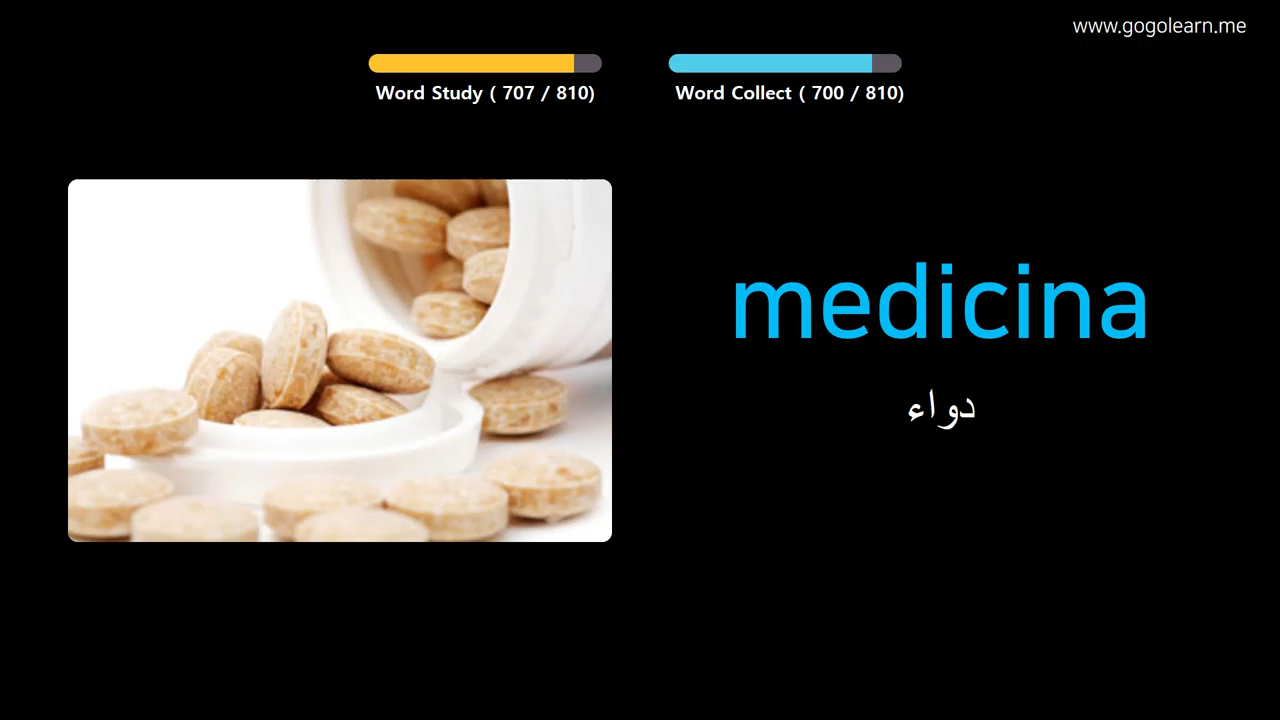 www.gogolearn.me
Word Study ( 707 / 810)
Word Collect ( 700 / 810)
medicina
دواء